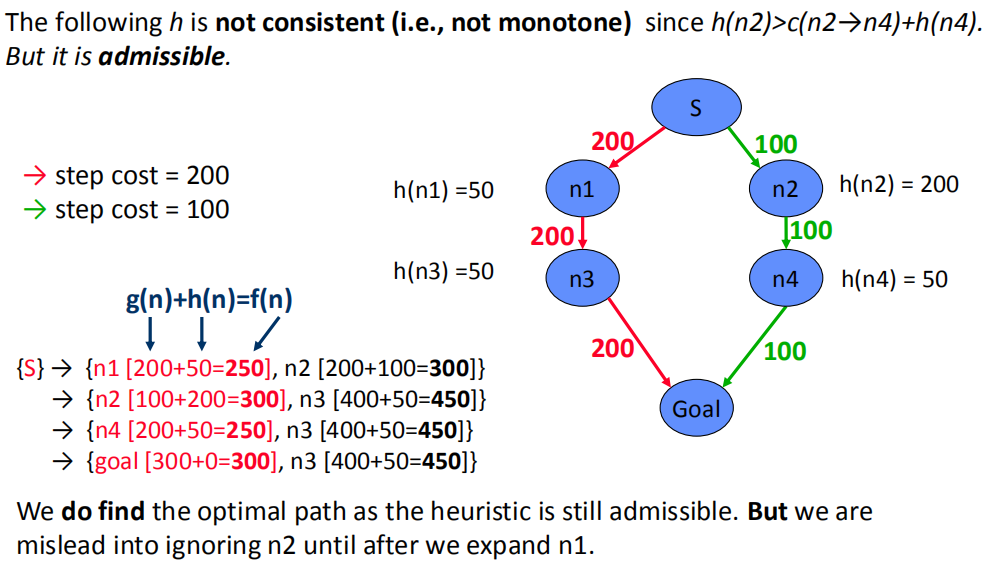 The following h is not consistent (i.e., not monotone) since h(n2)>c(n2→n4)+h(n4).
But it is admissible.
S
200
100
→ step cost = 200
→ step cost = 100
h(n1) =50
n1
n2
h(n2) = 200
200
100
h(n3) =50
n3
n4
h(n4) = 50
g(n)+h(n)=f(n)
200
100
Goal
{S} → {n1 [200+50=250], n2 [200+100=300]}
→ {n2 [100+200=300], n3 [400+50=450]}
→ {n4 [200+50=250], n3 [400+50=450]}
→ {goal [300+0=300], n3 [400+50=450]}
We do find the optimal path as the heuristic is still admissible. But we are
mislead into ignoring n2 until after we expand n1.